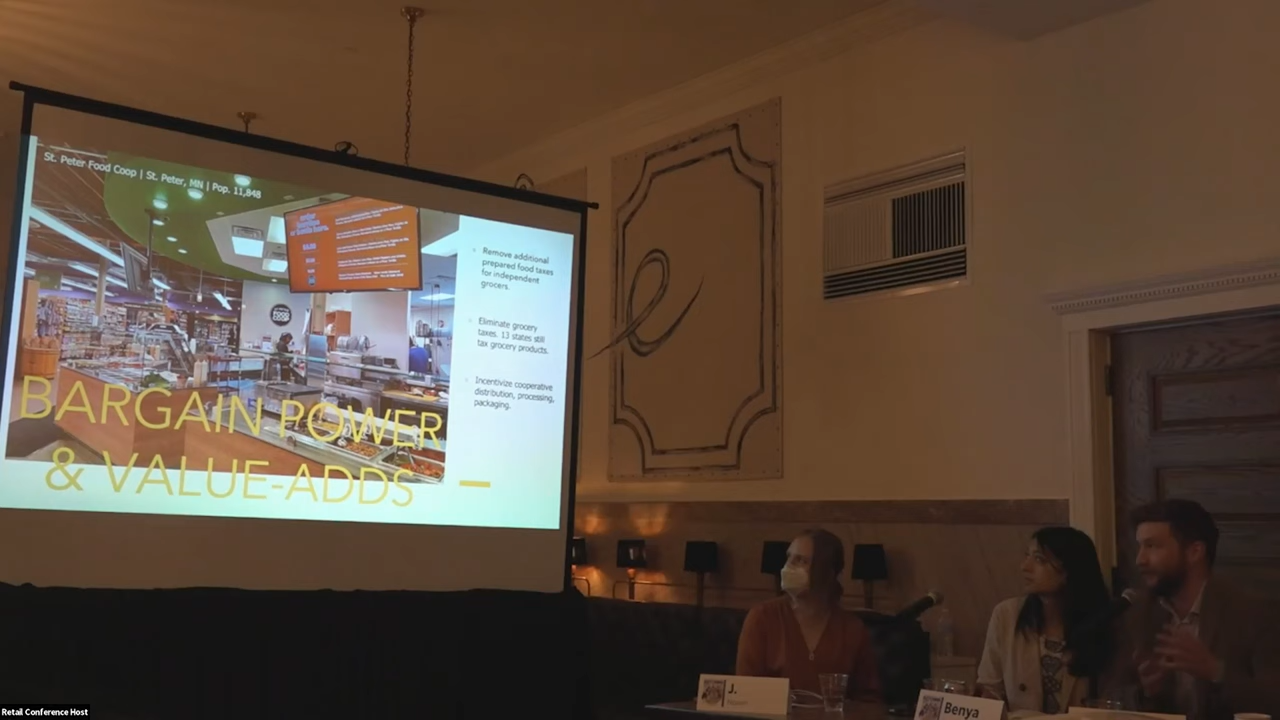 St. Peter Food Coop | St. Peter, MN | Pop. 11,848
Remove additional
prepared food taxes
for independent
grocers.
Eliminate grocery
taxes. 13 states still
tax grocery products.
Incentivize cooperative
distribution, processing,
packaging.
BARGAIN POWER
& VALUE-ADDS
J.
Benya
Retail Conference Host